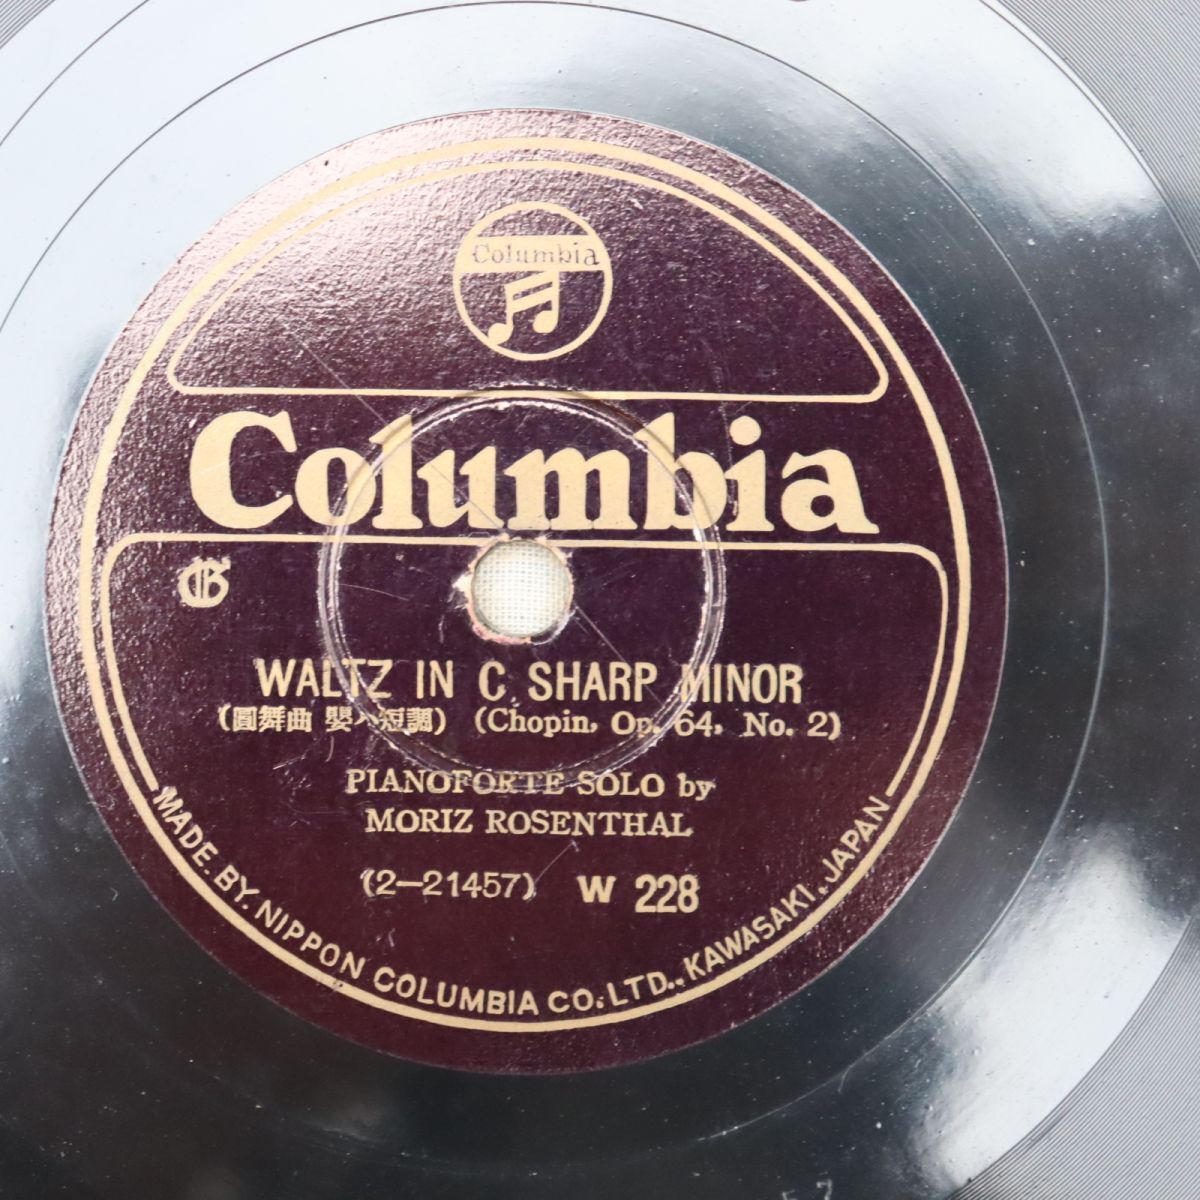 Columbia
Columbia
G
WALTZ IN C SHARP MINOR
(圓舞曲 嬰ハ短調) (Chopin, Op. 64, No. 2)
PIANOFORTE SOLO by
MORIZ ROSENTHAL
(2-21457) W 228
MADE. BY. NIPPON COLUMBIA CO. LTD., KAWASAKI, JAPAN